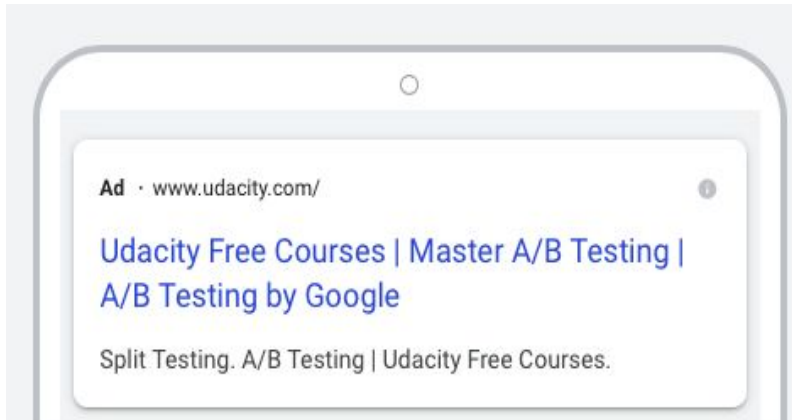 Ad · www.udacity.com/
Udacity Free Courses | Master A/B Testing |
A/B Testing by Google
Split Testing. A/B Testing | Udacity Free Courses.